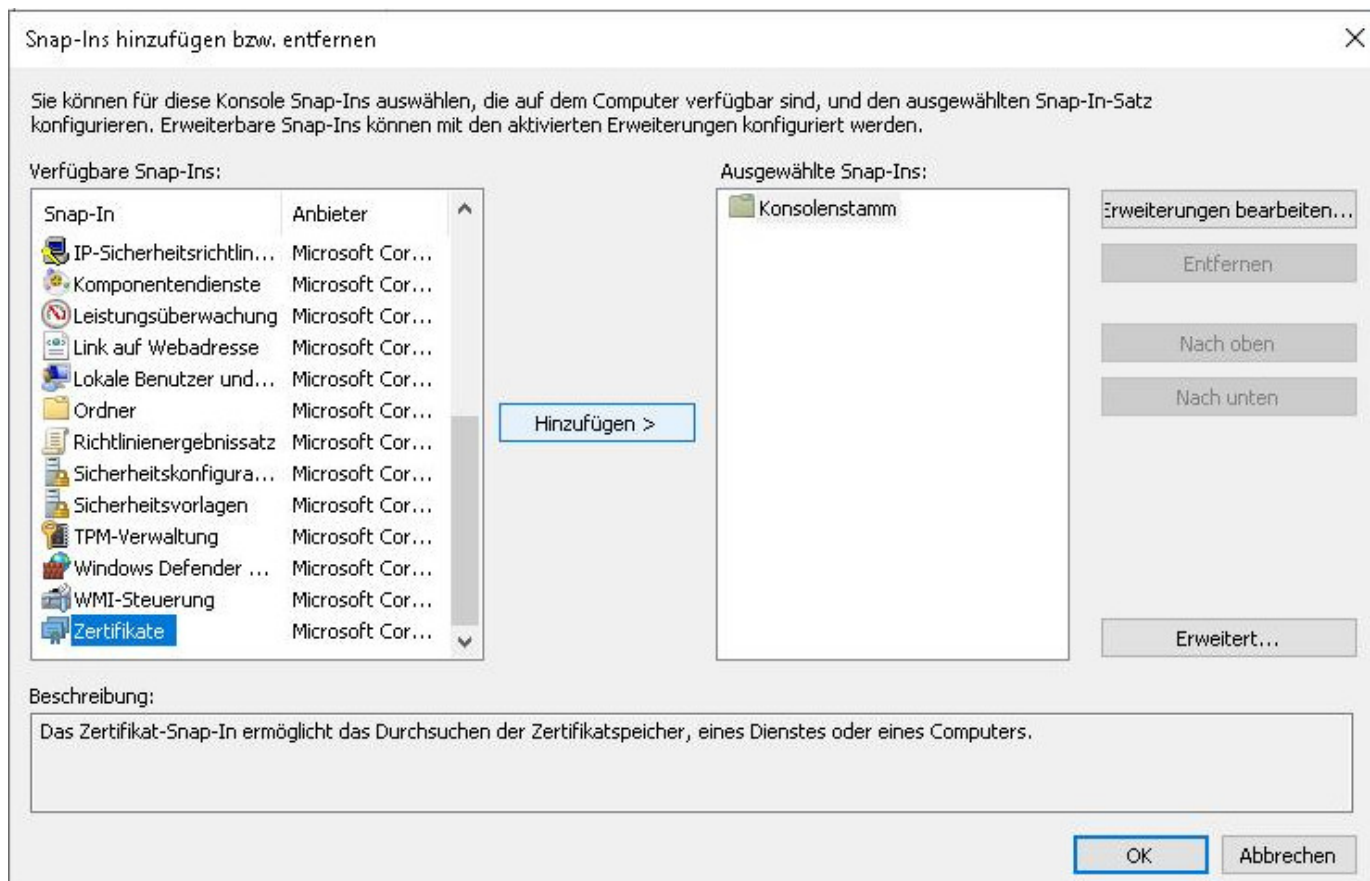 Snap-Ins hinzufügen bzw. entfernen
Sie können für diese Konsole Snap-Ins auswählen, die auf dem Computer verfügbar sind, und den ausgewählten Snap-In-Satz
konfigurieren. Erweiterbare Snap-Ins können mit den aktivierten Erweiterungen konfiguriert werden.
Verfügbare Snap-Ins:
Snap-In Anbieter
IP-Sicherheitsrichtlin... Microsoft Cor...
Komponentendienste Microsoft Cor...
Leistungsüberwachung Microsoft Cor...
Link auf Webadresse Microsoft Cor...
Lokale Benutzer und... Microsoft Cor...
Ordner Microsoft Cor...
Richtlinienergebnissatz Microsoft Cor...
Sicherheitskonfigura... Microsoft Cor...
Sicherheitsvorlagen Microsoft Cor...
TPM-Verwaltung Microsoft Cor...
Windows Defender ... Microsoft Cor...
WMI-Steuerung Microsoft Cor...
Zertifikate Microsoft Cor...
Hinzufügen >
Ausgewählte Snap-Ins:
Konsolenstamm
Erweiterungen bearbeiten...
Entfernen
Nach oben
Nach unten
Erweitert...
Beschreibung:
Das Zertifikat-Snap-In ermöglicht das Durchsuchen der Zertifikatspeicher, eines Dienstes oder eines Computers.
OK Abbrechen